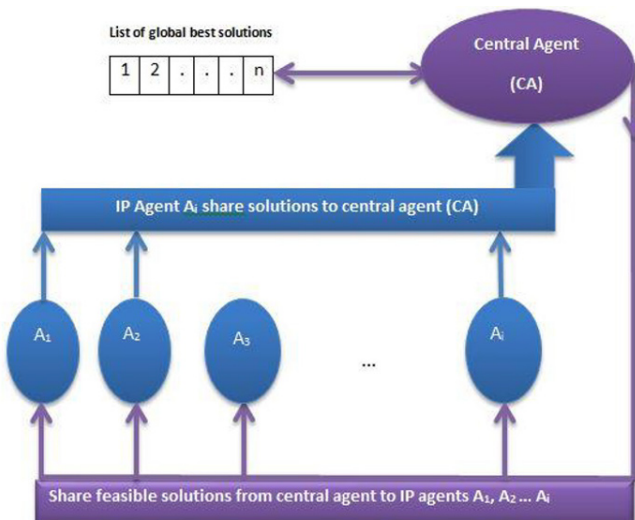 List of global best solutions
1 2 . . . n
Central Agent
(CA)
IP Agent Aᵢ share solutions to central agent (CA)
A₁ A₂ A₃ ... Aᵢ
Share feasible solutions from central agent to IP agents A₁, A₂ ... Aᵢ